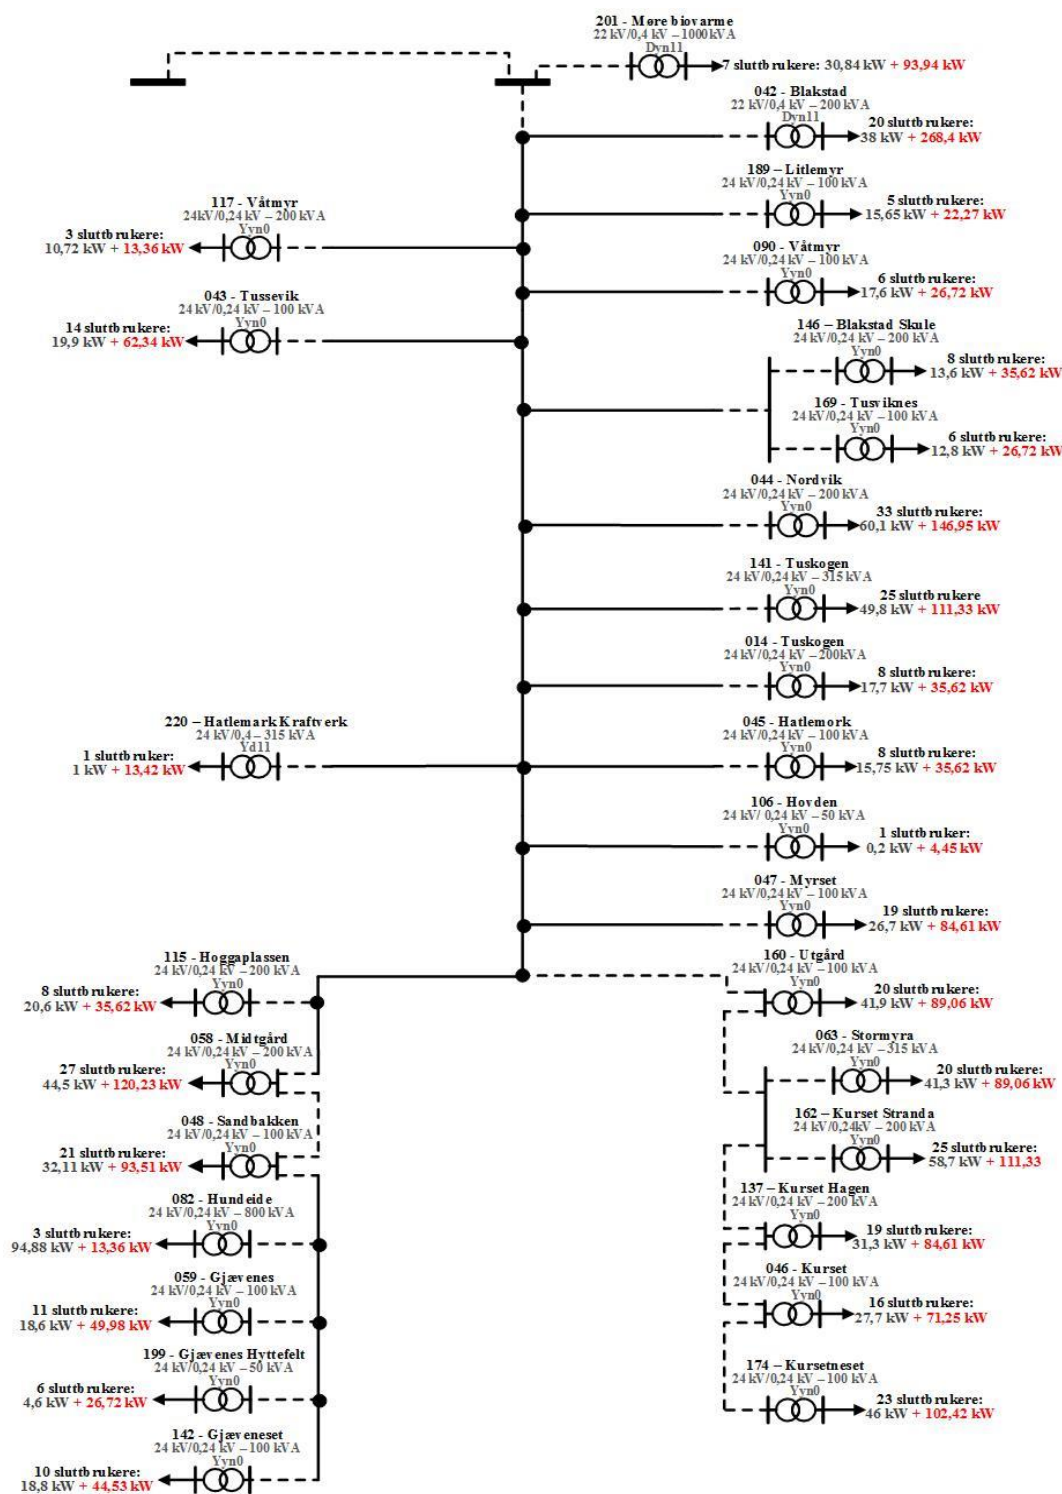 201 - Møre biovarme
22 kV/0,4 kV – 1000 kVA
Dyn11
7 sluttbrukere: 30,84 kW + 93,94 kW
042 - Blakstad
22 kV/0,4 kV – 200 kVA
Dyn11
20 sluttbrukere:
38 kW + 268,4 kW
189 – Litlemyr
24 kV/0,24 kV – 100 kVA
Yyn0
5 sluttbrukere:
15,65 kW + 22,27 kW
117 - Våtmyr
24kV/0,24 kV – 200 kVA
Yyn0
3 sluttbrukere:
10,72 kW + 13,36 kW
090 - Våtmyr
24 kV/0,24 kV – 100 kVA
Yyn0
6 sluttbrukere:
17,6 kW + 26,72 kW
043 - Tussevik
24 kV/0,24 kV – 100 kVA
Yyn0
14 sluttbrukere:
19,9 kW + 62,34 kW
146 – Blakstad Skule
24 kV/0,24 kV – 200 kVA
Yyn0
8 sluttbrukere:
13,6 kW + 35,62 kW
169 - Tusviknes
24 kV/0,24 kV – 100 kVA
Yyn0
6 sluttbrukere:
12,8 kW + 26,72 kW
044 - Nordvik
24 kV/0,24 kV – 200 kVA
Yyn0
33 sluttbrukere:
60,1 kW + 146,95 kW
141 - Tuskogen
24 kV/0,24 kV – 315 kVA
Yyn0
25 sluttbrukere
49,8 kW + 111,33 kW
014 - Tuskogen
24 kV/0,24 kV – 200kVA
Yyn0
8 sluttbrukere:
17,7 kW + 35,62 kW
220 – Hatlemark Kraftverk
24 kV/0,4 – 315 kVA
Yd11
1 sluttbruker:
1 kW + 13,42 kW
045 - Hatlemork
24 kV/0,24 kV – 100 kVA
Yyn0
8 sluttbrukere:
15,75 kW + 35,62 kW
106 - Hovden
24 kV/ 0,24 kV – 50 kVA
Yyn0
1 sluttbruker:
0,2 kW + 4,45 kW
047 - Myrset
24 kV/0,24 kV – 100 kVA
Yyn0
19 sluttbrukere:
26,7 kW + 84,61 kW
115 - Hoggaplassen
24 kV/0,24 kV – 200 kVA
Yyn0
8 sluttbrukere:
20,6 kW + 35,62 kW
160 - Utgård
24 kV/0,24 kV – 100 kVA
Yyn0
20 sluttbrukere:
41,9 kW + 89,06 kW
058 - Midtgård
24 kV/0,24 kV – 200 kVA
Yyn0
27 sluttbrukere:
44,5 kW + 120,23 kW
063 - Stormyra
24 kV/0,24 kV – 315 kVA
Yyn0
20 sluttbrukere:
41,3 kW + 89,06 kW
048 - Sandbakken
24 kV/0,24 kV – 100 kVA
Yyn0
21 sluttbrukere:
32,11 kW + 93,51 kW
162 – Kurset Stranda
24 kV/0,24kV – 200 kVA
Yyn0
25 sluttbrukere:
58,7 kW + 111,33
082 - Hundeide
24 kV/0,24 kV – 800 kVA
Yyn0
3 sluttbrukere:
94,88 kW + 13,36 kW
137 – Kurset Hagen
24 kV/0,24 kV – 200 kVA
Yyn0
19 sluttbrukere:
31,3 kW + 84,61 kW
059 - Gjævenes
24 kV/0,24 kV – 100 kVA
Yyn0
11 sluttbrukere:
18,6 kW + 49,98 kW
046 - Kurset
24 kV/0,24 kV – 100 kVA
Yyn0
16 sluttbrukere:
27,7 kW + 71,25 kW
199 - Gjævenes Hyttefelt
24 kV/0,24 kV – 50 kVA
Yyn0
6 sluttbrukere:
4,6 kW + 26,72 kW
174 – Kursetneset
24 kV/0,24 kV – 100 kVA
Yyn0
23 sluttbrukere:
46 kW + 102,42 kW
142 - Gjæveneset
24 kV/0,24 kV – 100 kVA
Yyn0
10 sluttbrukere:
18,8 kW + 44,53 kW